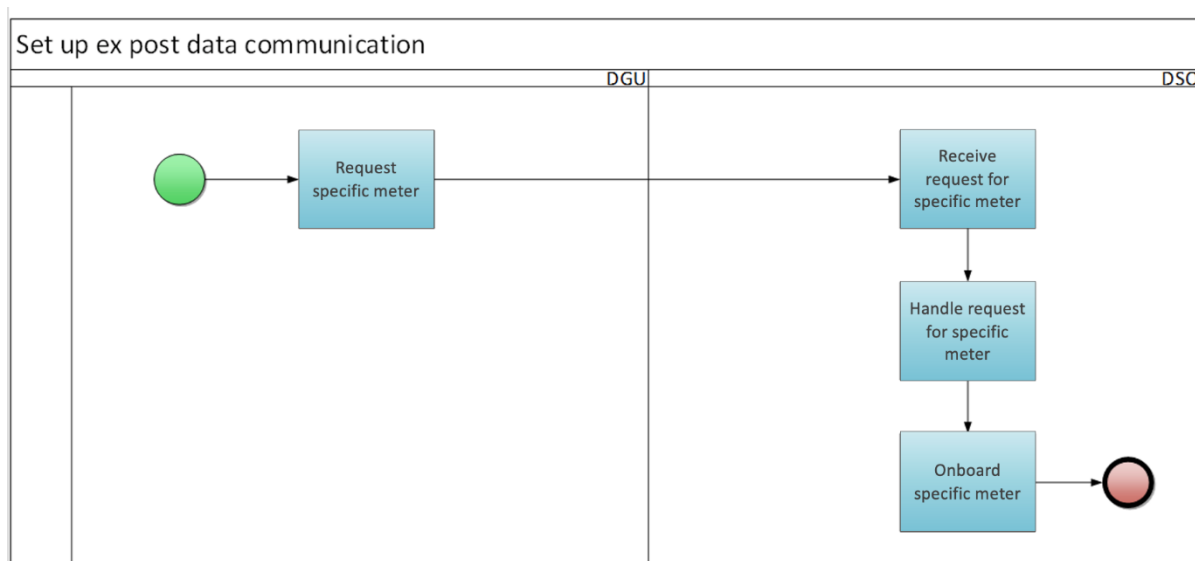 Set up ex post data communication
DGU
DSO
Request
specific meter
Receive
request for
specific meter
Handle request
for specific
meter
Onboard
specific meter